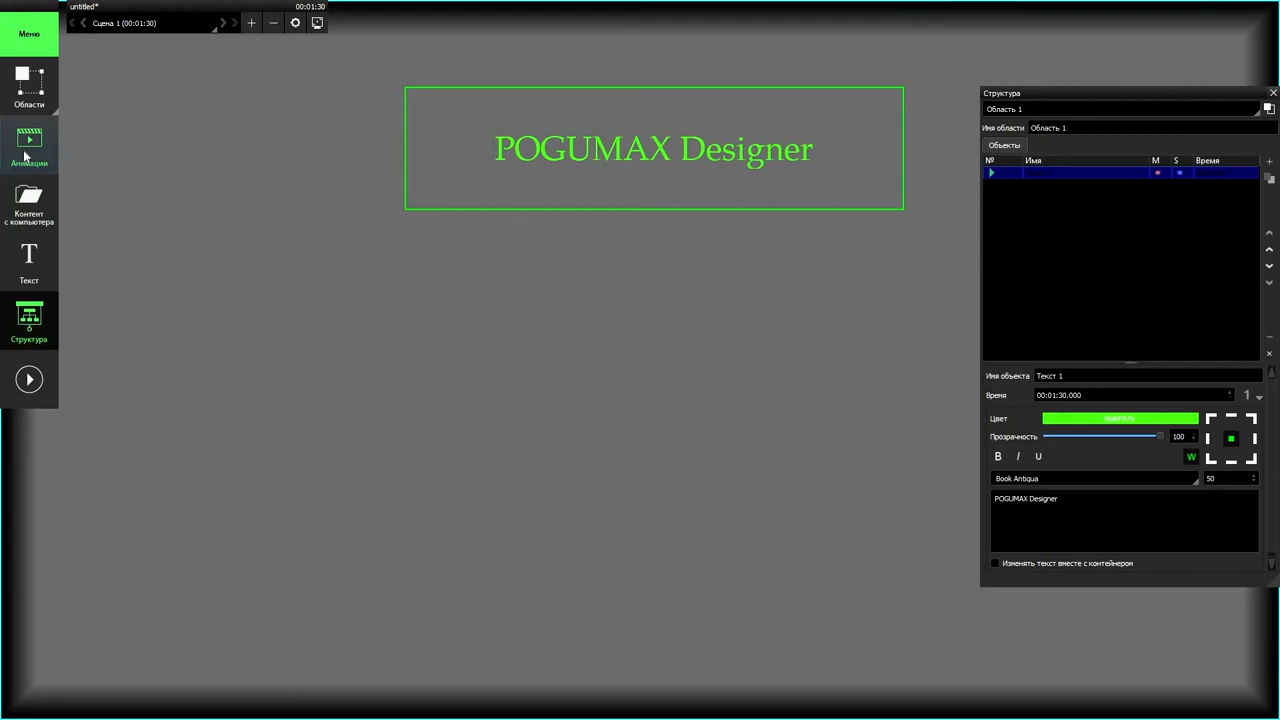 untitled*
00:01:30
Меню
Сцена 1 (00:01:30)
Области
Анимации
Контент
с компьютера
Текст
Структура
POGUMAX Designer
Структура
Область 1
Имя области Область 1
Объекты
№ Имя M S Время
Имя объекта Текст 1
Время 00:01:30.000 1
Цвет ВЫБРАТЬ
Прозрачность 100
B I U W
Book Antiqua 50
POGUMAX Designer
Изменять текст вместе с контейнером